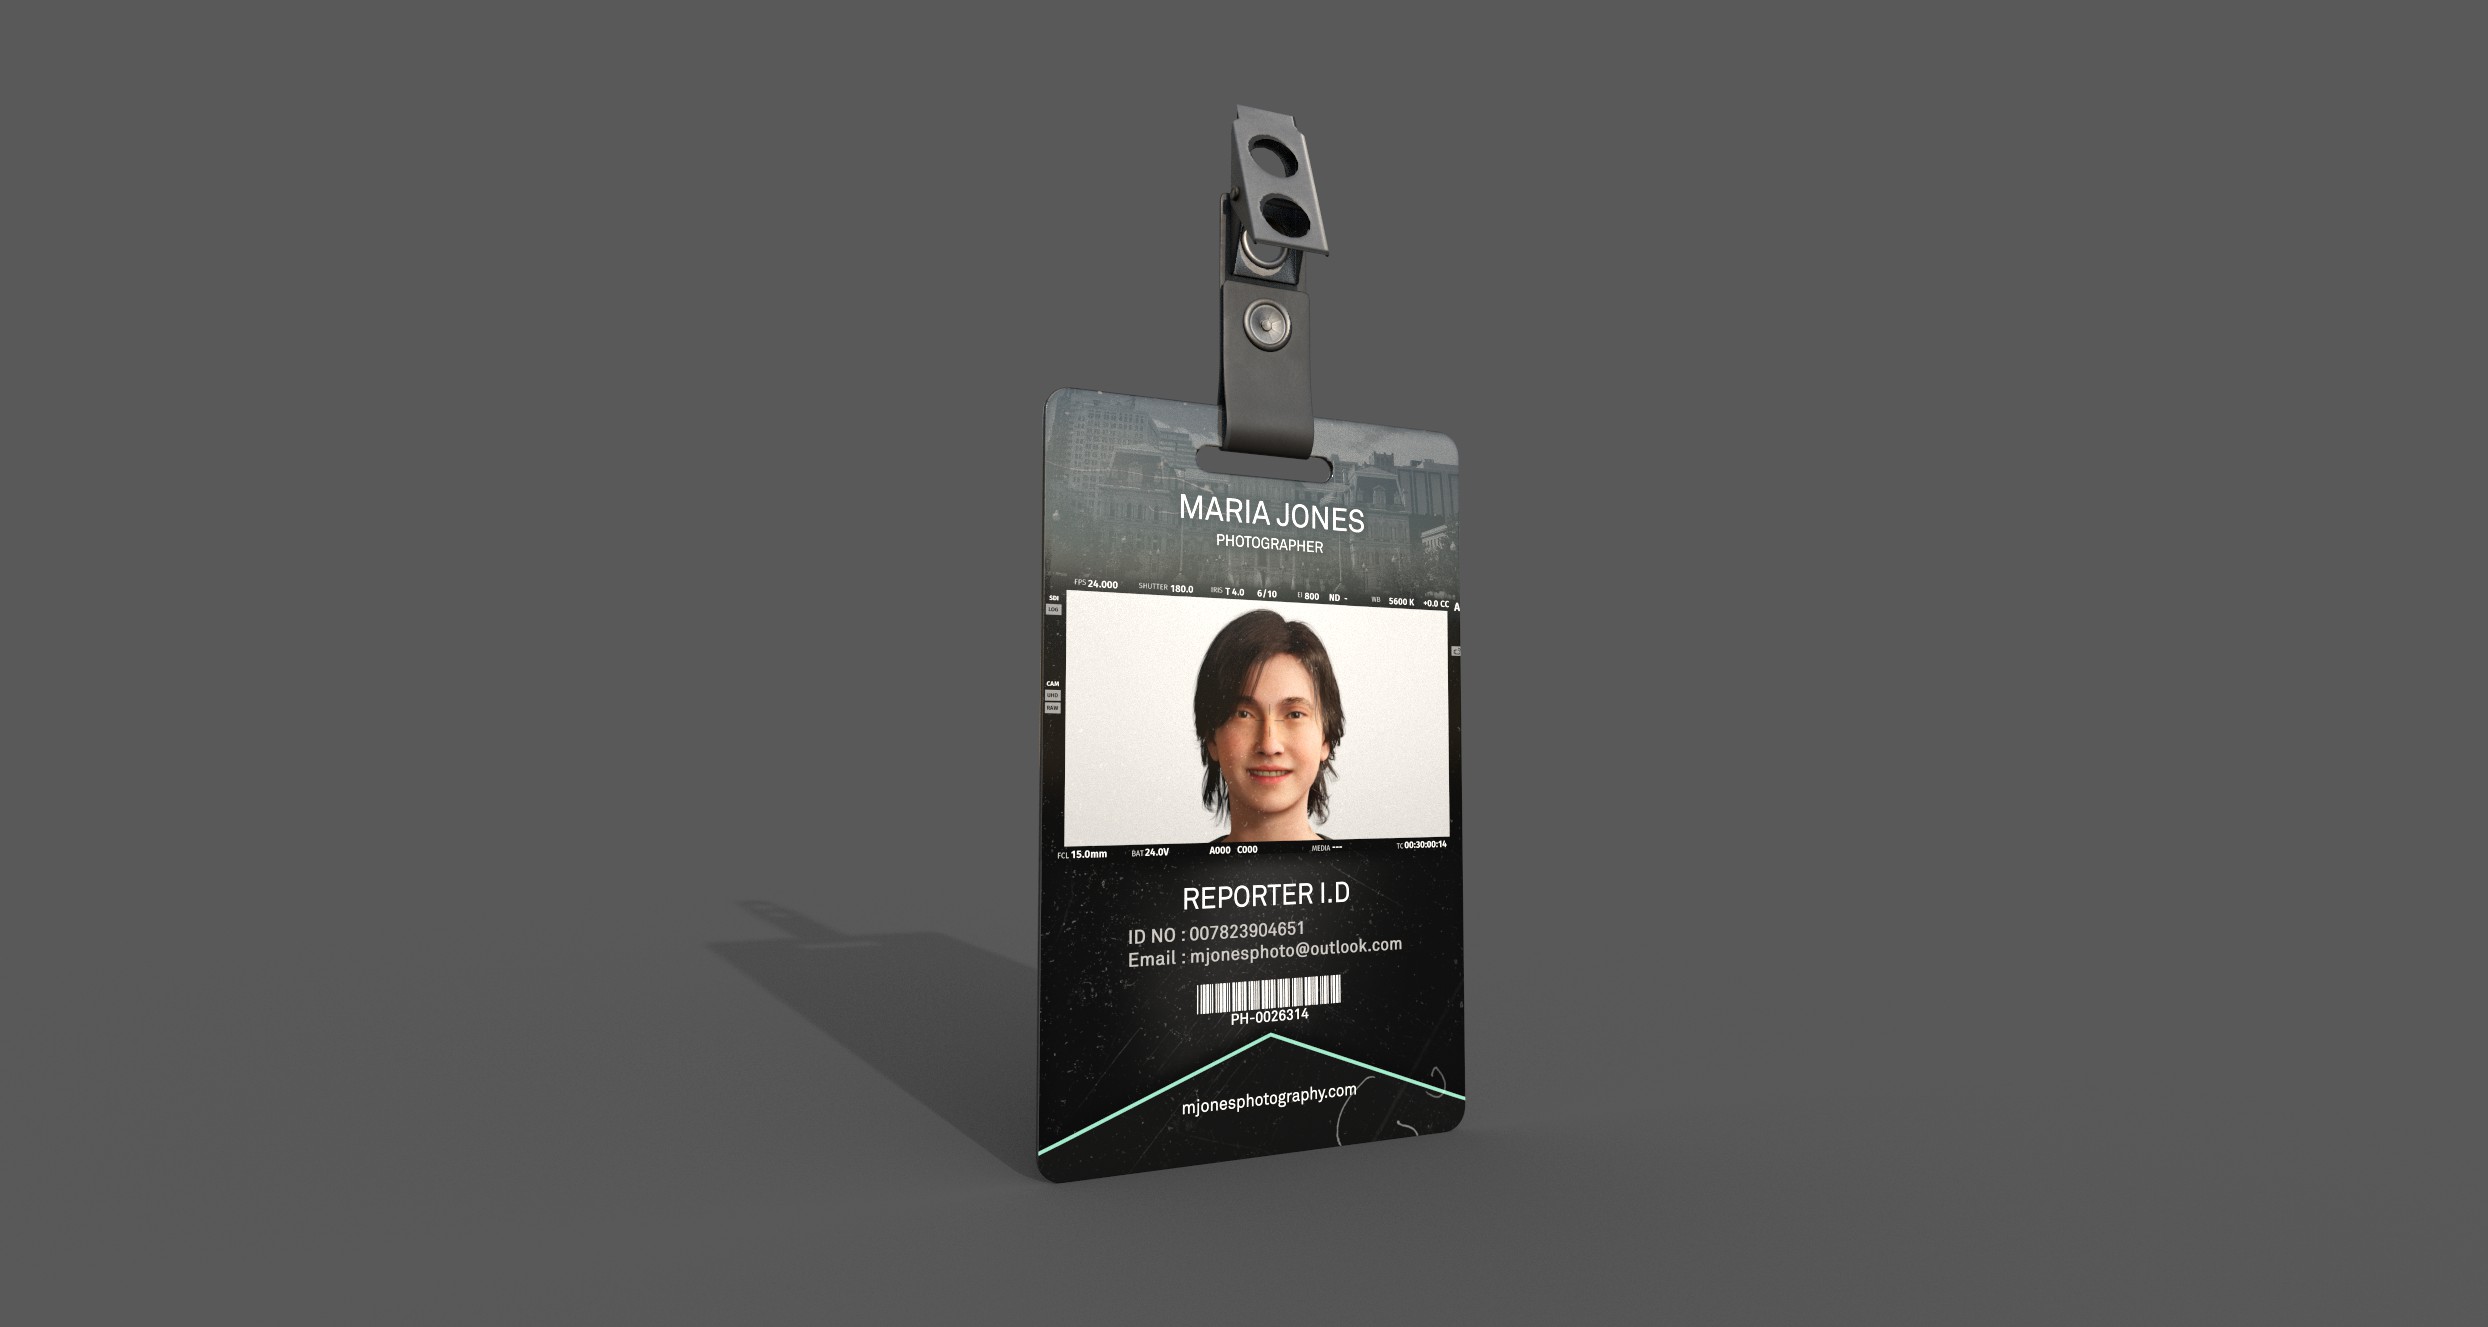 MARIA JONES
PHOTOGRAPHER
FPS 24.000 SHUTTER 180.0 IRIS T 4.0 6/10 EI 800 ND - WB 5600 K +0.0 CC A
SDI
LOG
CAM
UHD
RAW
FCL 15.0mm BAT 24.0V A000 C000 MEDIA --- TC 00:30:00:14
REPORTER I.D
ID NO : 007823904651
Email : mjonesphoto@outlook.com
PH-0026314
mjonesphotography.com